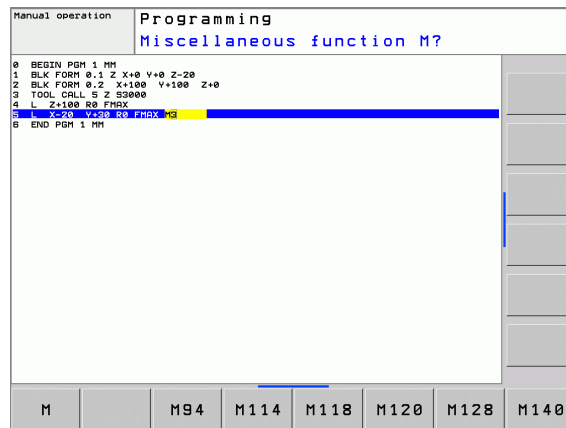 Manual operation
Programming
Miscellaneous function M?
0 BEGIN PGM 1 MM
1 BLK FORM 0.1 Z X+0 Y+0 Z-20
2 BLK FORM 0.2 X+100 Y+100 Z+0
3 TOOL CALL 5 Z S3000
4 L Z+100 R0 FMAX
5 L X-20 Y+30 R0 FMAX M3
6 END PGM 1 MM
M M94 M114 M118 M120 M128 M140